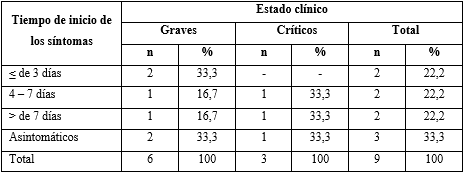 Tiempo de inicio de los síntomas Estado clínico
Graves Críticos Total
n % n % n %
≤ de 3 días 2 33,3 - - 2 22,2
4 – 7 días 1 16,7 1 33,3 2 22,2
> de 7 días 1 16,7 1 33,3 2 22,2
Asintomáticos 2 33,3 1 33,3 3 33,3
Total 6 100 3 100 9 100